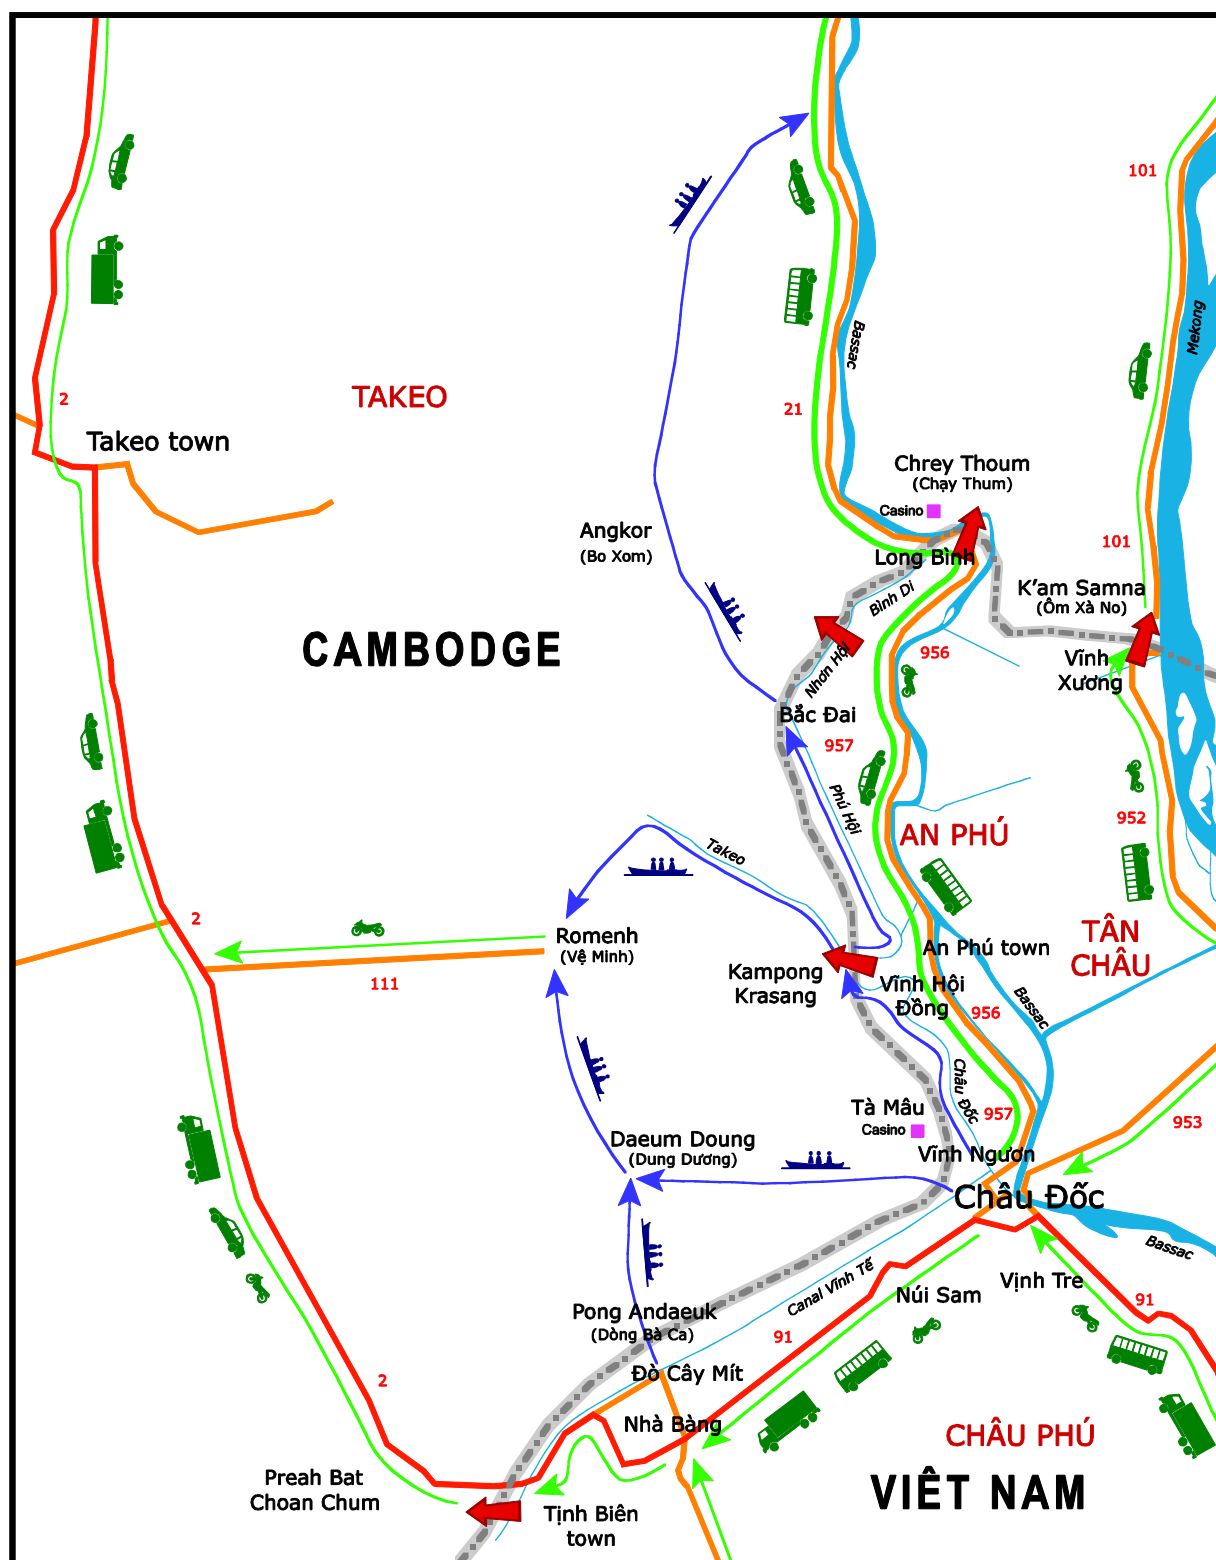 101
Mekong
Bassac
2
TAKEO
21
Takeo town
Chrey Thoum
(Chạy Thum)
Casino
Angkor
(Bo Xom)
101
Long Bình
K'am Samna
(Ôm Xà No)
Bình Di
CAMBODGE
956
Nhơn Hội
Vĩnh
Xương
Bắc Đai
957
Phú Hội
952
AN PHÚ
Takeo
2
Romenh
(Vệ Minh)
An Phú town
TÂN
CHÂU
Kampong
Krasang
111
Vĩnh Hội
Đồng
956
Bassac
Châu Đốc
Tà Mâu
Casino
957
953
Daeum Doung
(Dung Dương)
Vĩnh Ngươn
Châu Đốc
Bassac
Canal Vĩnh Tế
Vịnh Tre
Núi Sam
91
Pong Andaeuk
(Dòng Bà Ca)
91
Đò Cây Mít
2
Nhà Bàng
CHÂU PHÚ
Preah Bat
Choan Chum
VIÊT NAM
Tịnh Biên
town